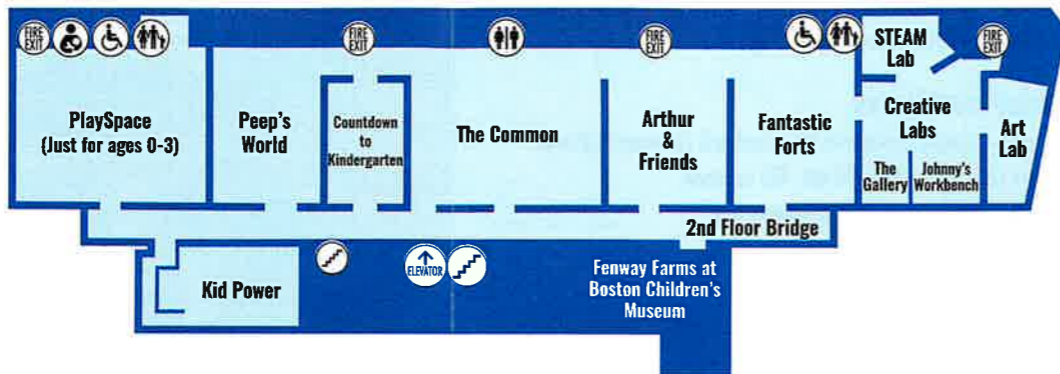 FIRE
EXIT
FIRE
EXIT
FIRE
EXIT
FIRE
EXIT
STEAM
Lab
PlaySpace
(Just for ages 0-3)
Peep's
World
Countdown
to
Kindergarten
The Common
Arthur
&
Friends
Fantastic
Forts
Creative
Labs
Art
Lab
The
Gallery
Johnny's
Workbench
2nd Floor Bridge
Kid Power
ELEVATOR
Fenway Farms at
Boston Children's
Museum